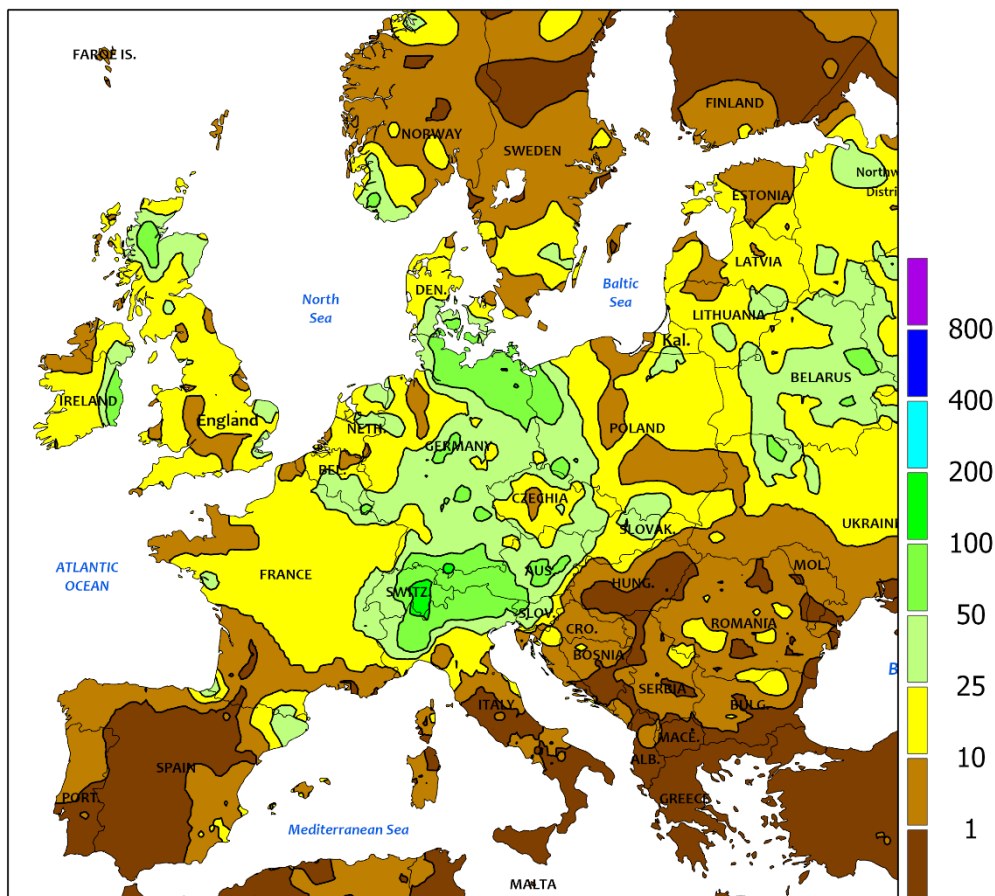 FAROE IS.
FINLAND
NORWAY
SWEDEN
Northw
Distri
ESTONIA
LATVIA
DEN.
North
Sea
Baltic
Sea
LITHUANIA
Kal.
BELARUS
IRELAND
England
NETH.
POLAND
GERMANY
BEL.
CZECHIA
SLOVAK.
UKRAINE
ATLANTIC
OCEAN
FRANCE
AUS.
MOL.
HUNG.
SWITZ.
SLOV.
CRO.
ROMANIA
BOSNIA
SERBIA
B
ITALY
BULG.
MACE.
SPAIN
ALB.
PORT.
GREECE
Mediterranean Sea
MALTA
800
400
200
100
50
25
10
1